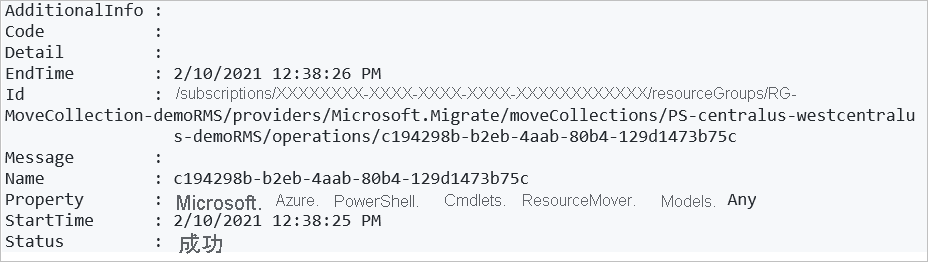 AdditionalInfo :
Code :
Detail :
EndTime : 2/10/2021 12:38:26 PM
Id : /subscriptions/XXXXXXXX-XXXX-XXXX-XXXX-XXXXXXXXXXXX/resourceGroups/RG-
MoveCollection-demoRMS/providers/Microsoft.Migrate/moveCollections/PS-centralus-westcentralu
s-demoRMS/operations/c194298b-b2eb-4aab-80b4-129d1473b75c
Message :
Name : c194298b-b2eb-4aab-80b4-129d1473b75c
Property : Microsoft. Azure. PowerShell. Cmdlets. ResourceMover. Models. Any
StartTime : 2/10/2021 12:38:25 PM
Status : 成功